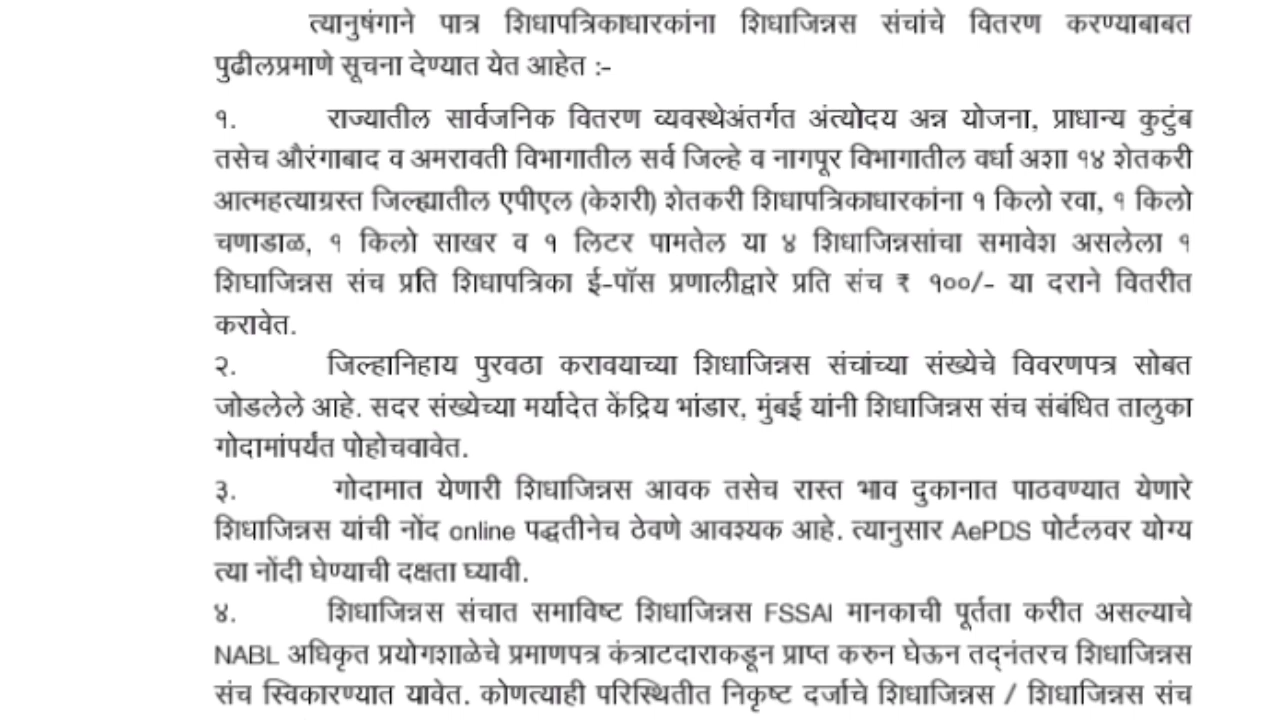 त्यानुषंगाने पात्र शिधापत्रिकाधारकांना शिधाजिन्नस संचांचे वितरण करण्याबाबत
पुढीलप्रमाणे सूचना देण्यात येत आहेत :-
१. राज्यातील सार्वजनिक वितरण व्यवस्थेअंतर्गत अंत्योदय अन्न योजना, प्राधान्य कुटुंब
तसेच औरंगाबाद व अमरावती विभागातील सर्व जिल्हे व नागपूर विभागातील वर्धा अशा १४ शेतकरी
आत्महत्याग्रस्त जिल्ह्यातील एपीएल (केशरी) शेतकरी शिधापत्रिकाधारकांना १ किलो रवा, १ किलो
चणाडाळ, १ किलो साखर व १ लिटर पामतेल या ४ शिधाजिन्नसांचा समावेश असलेला १
शिधाजिन्नस संच प्रति शिधापत्रिका ई-पॉस प्रणालीद्वारे प्रति संच ₹ १००/- या दराने वितरीत
करावेत.
२. जिल्हानिहाय पुरवठा करावयाच्या शिधाजिन्नस संचांच्या संख्येचे विवरणपत्र सोबत
जोडलेले आहे. सदर संख्येच्या मर्यादेत केंद्रिय भांडार, मुंबई यांनी शिधाजिन्नस संच संबंधित तालुका
गोदामांपर्यंत पोहोचवावेत.
३. गोदामात येणारी शिधाजिन्नस आवक तसेच रास्त भाव दुकानात पाठवण्यात येणारे
शिधाजिन्नस यांची नोंद online पद्धतीनेच ठेवणे आवश्यक आहे. त्यानुसार AePDS पोर्टलवर योग्य
त्या नोंदी घेण्याची दक्षता घ्यावी.
४. शिधाजिन्नस संचात समाविष्ट शिधाजिन्नस FSSAI मानकाची पूर्तता करीत असल्याचे
NABL अधिकृत प्रयोगशाळेचे प्रमाणपत्र कंत्राटदाराकडून प्राप्त करुन घेऊन तद्नंतरच शिधाजिन्नस
संच स्विकारण्यात यावेत. कोणत्याही परिस्थितीत निकृष्ट दर्जाचे शिधाजिन्नस / शिधाजिन्नस संच